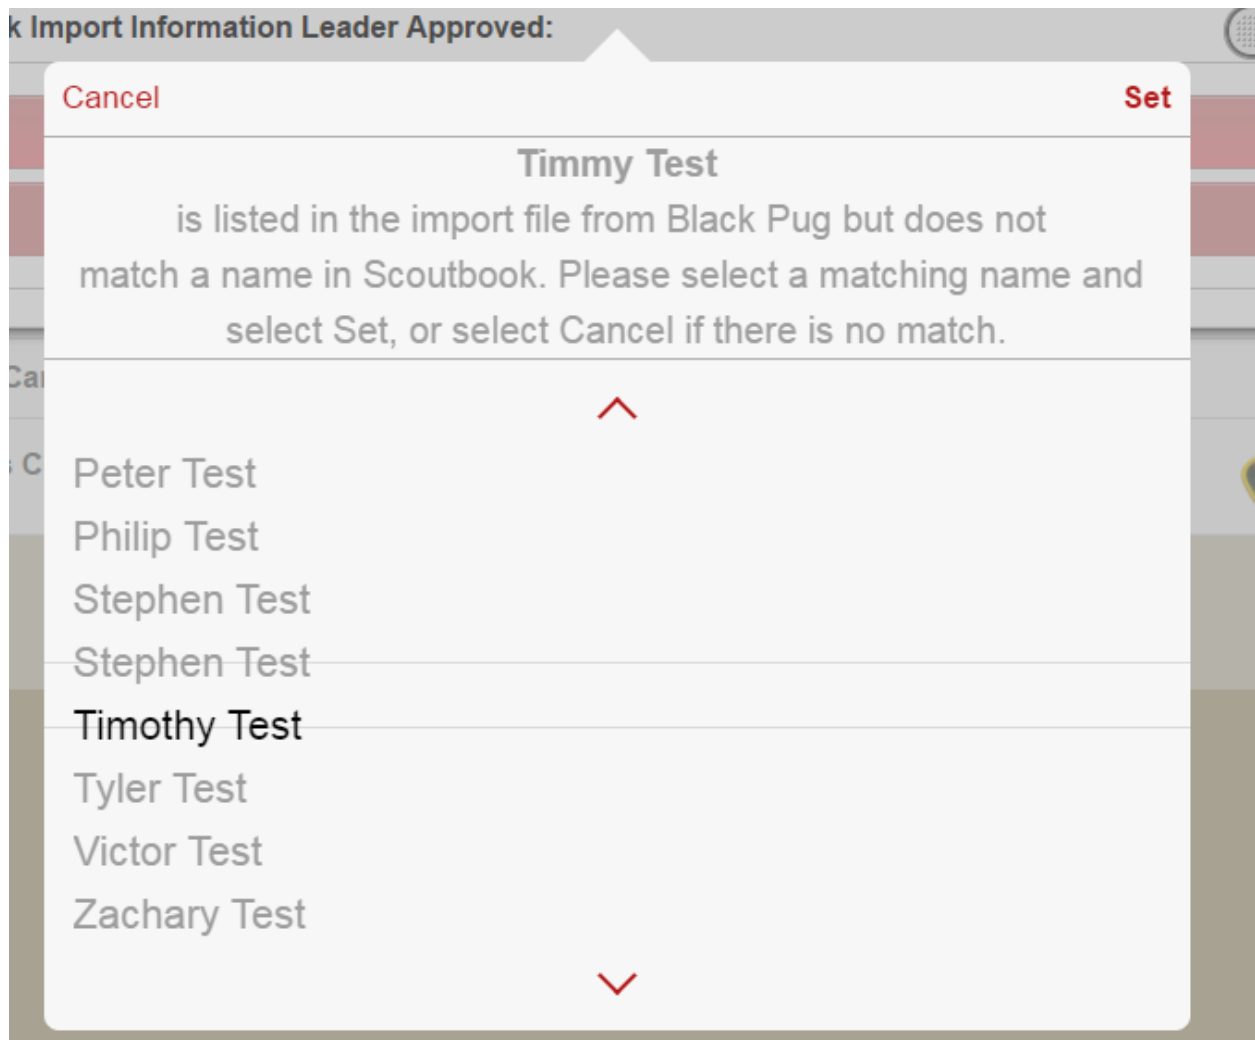 k Import Information Leader Approved:
Cancel
Set
Timmy Test
is listed in the import file from Black Pug but does not
match a name in Scoutbook. Please select a matching name and
select Set, or select Cancel if there is no match.
Peter Test
Philip Test
Stephen Test
Stephen Test
Timothy Test
Tyler Test
Victor Test
Zachary Test